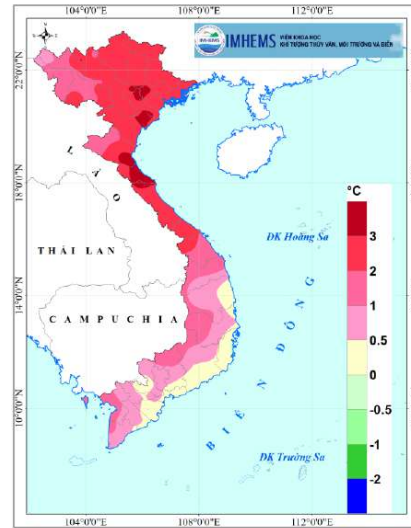 104°0'0"E 108°0'0"E 112°0'0"E
IMHEMS VIỆN KHOA HỌC
KHÍ TƯỢNG THỦY VĂN, MÔI TRƯỜNG VÀ BIỂN
N
22°0'0"N
18°0'0"N
14°0'0"N
10°0'0"N
LÀO
THÁI LAN
CAMPUCHIA
ĐK Hoàng Sa
BIỂN ĐÔNG
ĐK Trường Sa
°C
3
2
1
0.5
0
-0.5
-1
-2
104°0'0"E 108°0'0"E 112°0'0"E